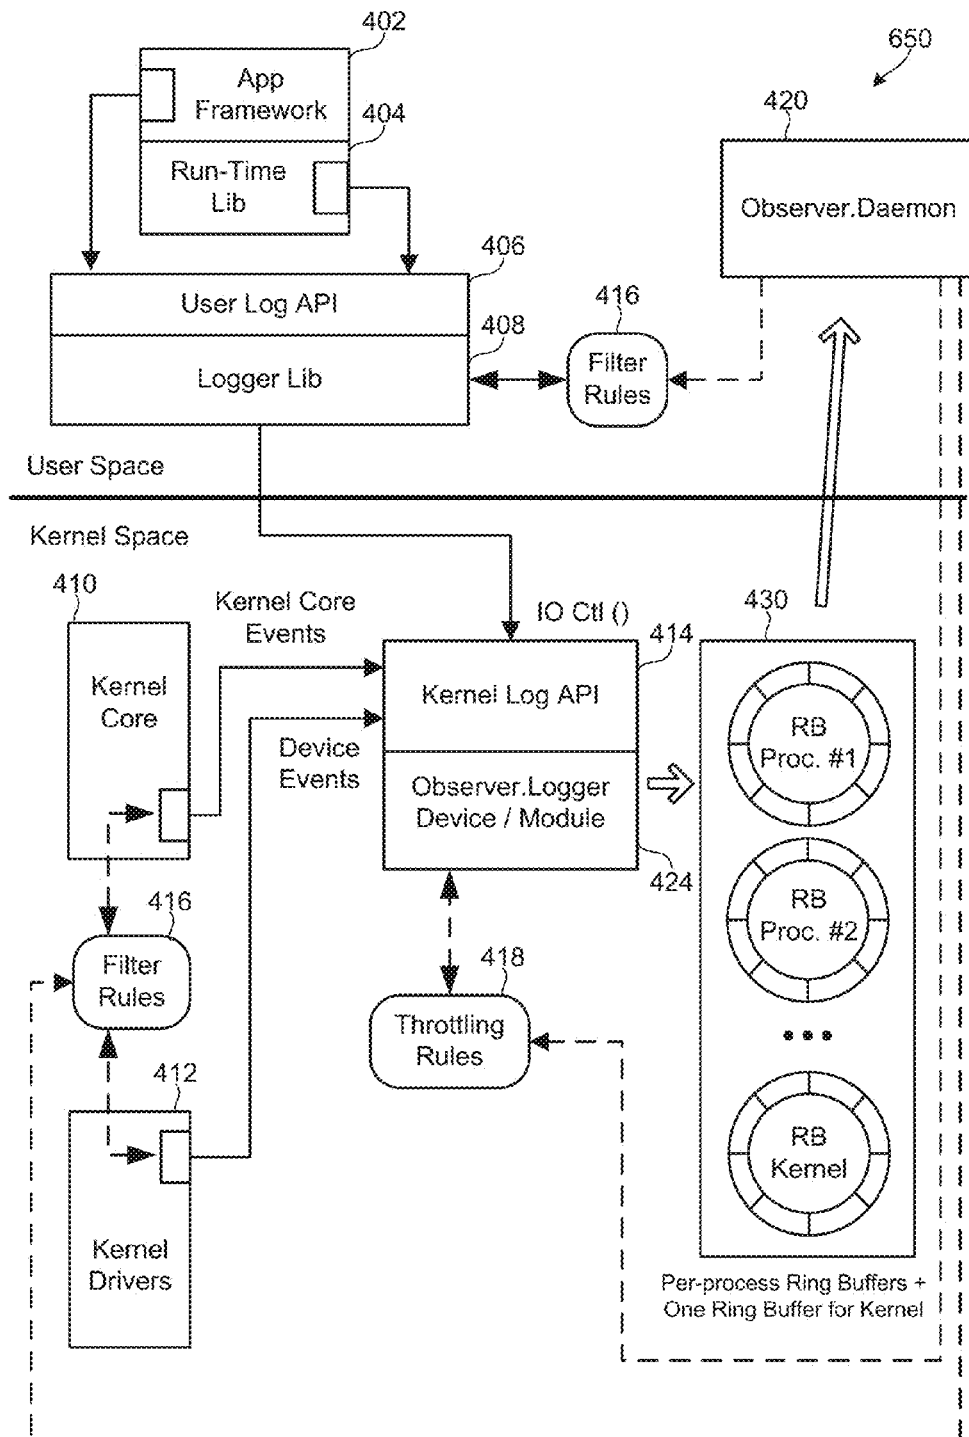 402
650
App
Framework
404
420
Run-Time
Lib
Observer.Daemon
406
User Log API
416
408
Filter
Rules
Logger Lib
User Space
Kernel Space
410
Kernel Core
Events
IO Ctl ()
430
414
Kernel
Core
Kernel Log API
RB
Proc. #1
Device
Events
Observer.Logger
Device / Module
424
RB
Proc. #2
416
Filter
Rules
418
Throttling
Rules
•••
412
RB
Kernel
Kernel
Drivers
Per-process Ring Buffers +
One Ring Buffer for Kernel